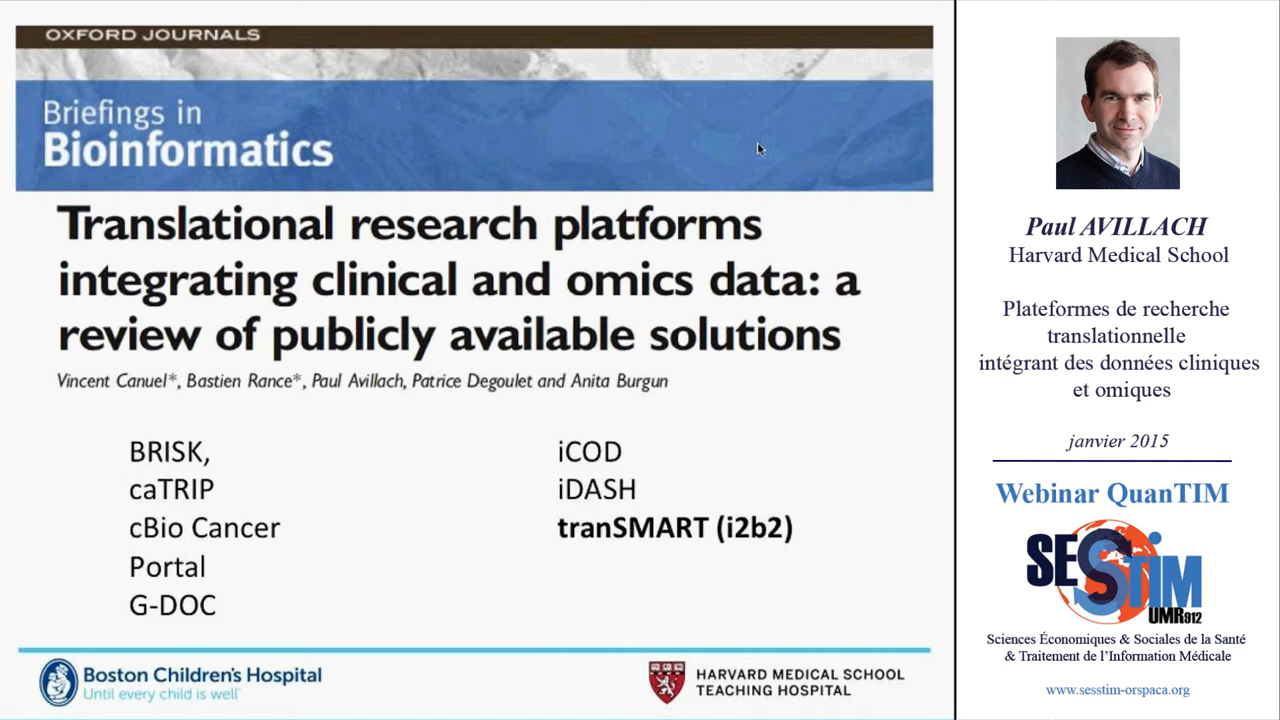 OXFORD JOURNALS
Briefings in
Bioinformatics
Translational research platforms
integrating clinical and omics data: a
review of publicly available solutions
Vincent Canuel*, Bastien Rance*, Paul Avillach, Patrice Degoulet and Anita Burgun
BRISK,
caTRIP
cBio Cancer
Portal
G-DOC
iCOD
iDASH
tranSMART (i2b2)
Boston Children's Hospital
Until every child is well
HARVARD MEDICAL SCHOOL
TEACHING HOSPITAL
Paul AVILLACH
Harvard Medical School
Plateformes de recherche
translationnelle
intégrant des données cliniques
et omiques
janvier 2015
Webinar QuanTIM
SESSTIM
UMR912
Sciences Économiques & Sociales de la Santé
& Traitement de l'Information Médicale
www.sesstim-orspaca.org